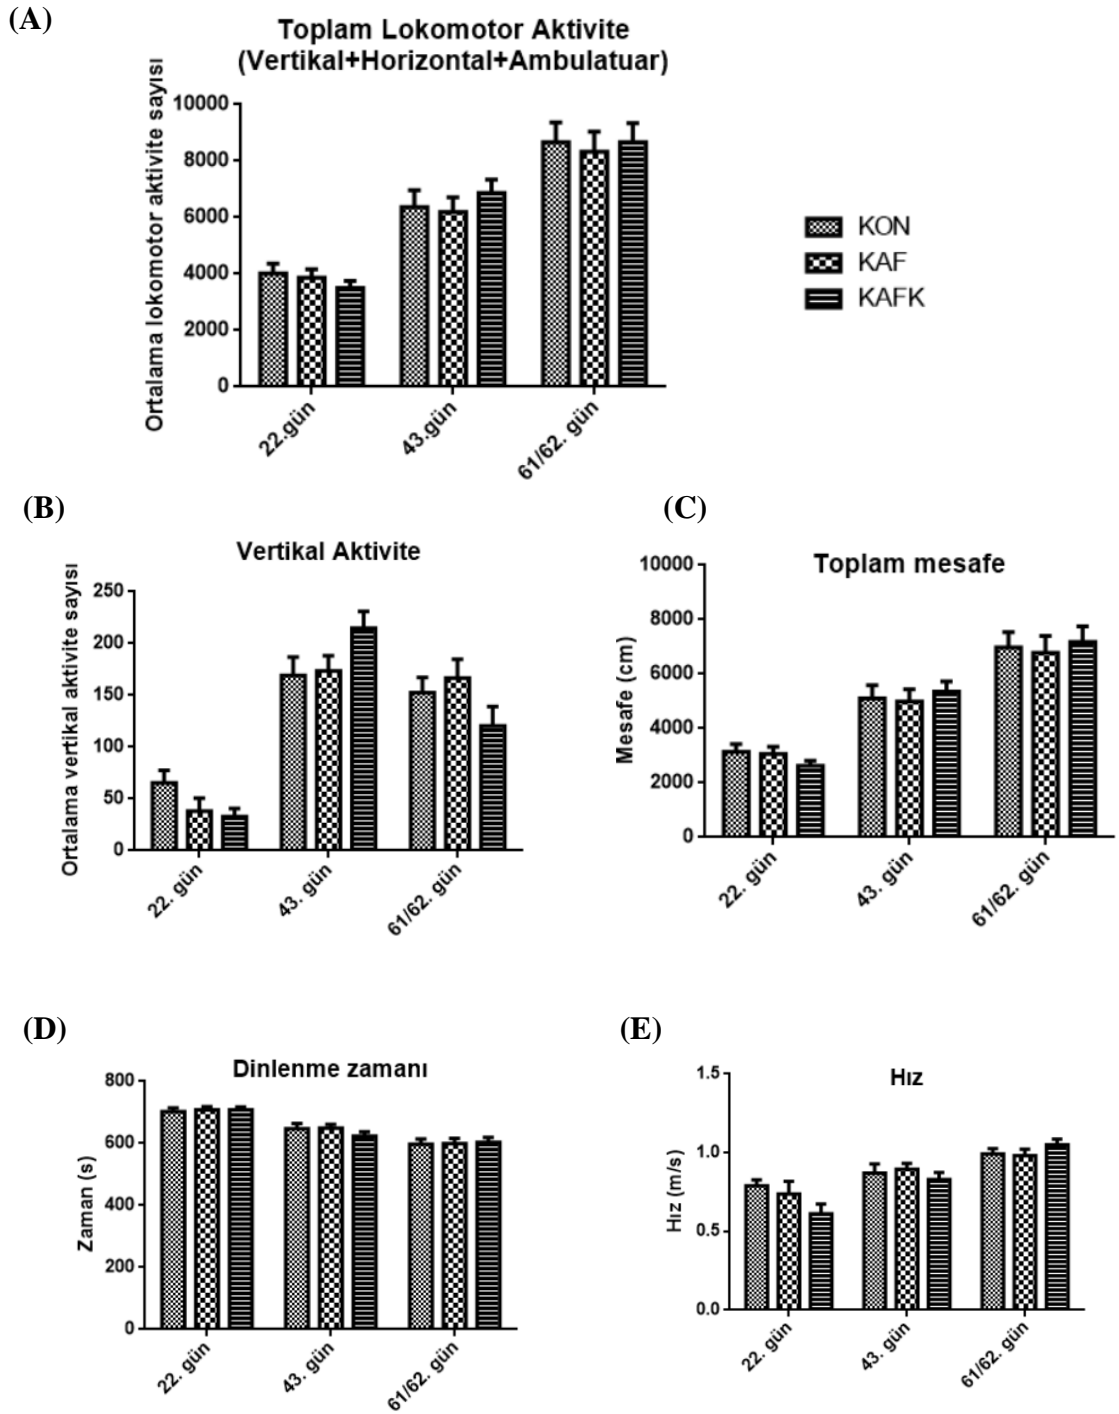 (A)
Toplam Lokomotor Aktivite
(Vertikal+Horizontal+Ambulatuar)
Ortalama lokomotor aktivite sayısı
10000
8000
6000
4000
2000
0
22.gün
43.gün
61/62. gün
KON
KAF
KAFK
(B)
Vertikal Aktivite
Ortalama vertikal aktivite sayısı
250
200
150
100
50
0
22. gün
43. gün
61/62. gün
(C)
Toplam mesafe
Mesafe (cm)
10000
8000
6000
4000
2000
0
22. gün
43. gün
61/62. gün
(D)
Dinlenme zamanı
Zaman (s)
800
600
400
200
0
22. gün
43. gün
61/62. gün
(E)
Hız
Hız (m/s)
1.5
1.0
0.5
0.0
22. gün
43. gün
61/62. gün